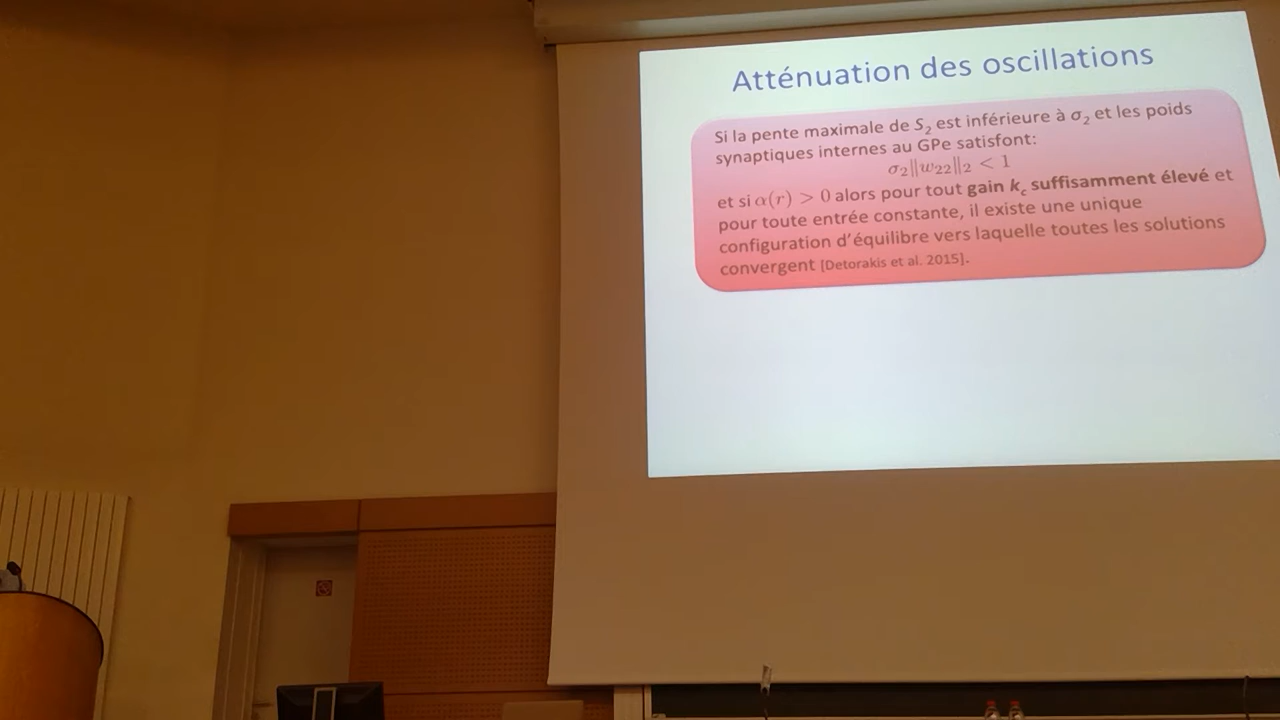 Atténuation des oscillations
Si la pente maximale de S₂ est inférieure à σ₂ et les poids
synaptiques internes au GPe satisfont:
σ₂‖w₂₂‖₂ < 1
et si α(r) > 0 alors pour tout gain k_c suffisamment élevé et
pour toute entrée constante, il existe une unique
configuration d'équilibre vers laquelle toutes les solutions
convergent [Detorakis et al. 2015].